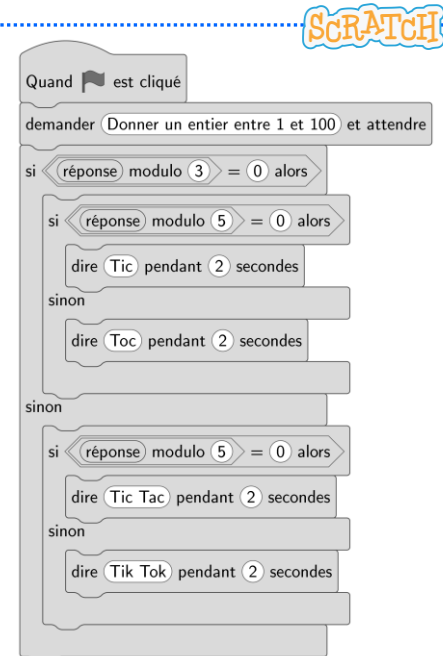 SCRATCH
Quand est cliqué
demander Donner un entier entre 1 et 100 et attendre
si réponse modulo 3 = 0 alors
si réponse modulo 5 = 0 alors
dire Tic pendant 2 secondes
sinon
dire Toc pendant 2 secondes
sinon
si réponse modulo 5 = 0 alors
dire Tic Tac pendant 2 secondes
sinon
dire Tik Tok pendant 2 secondes